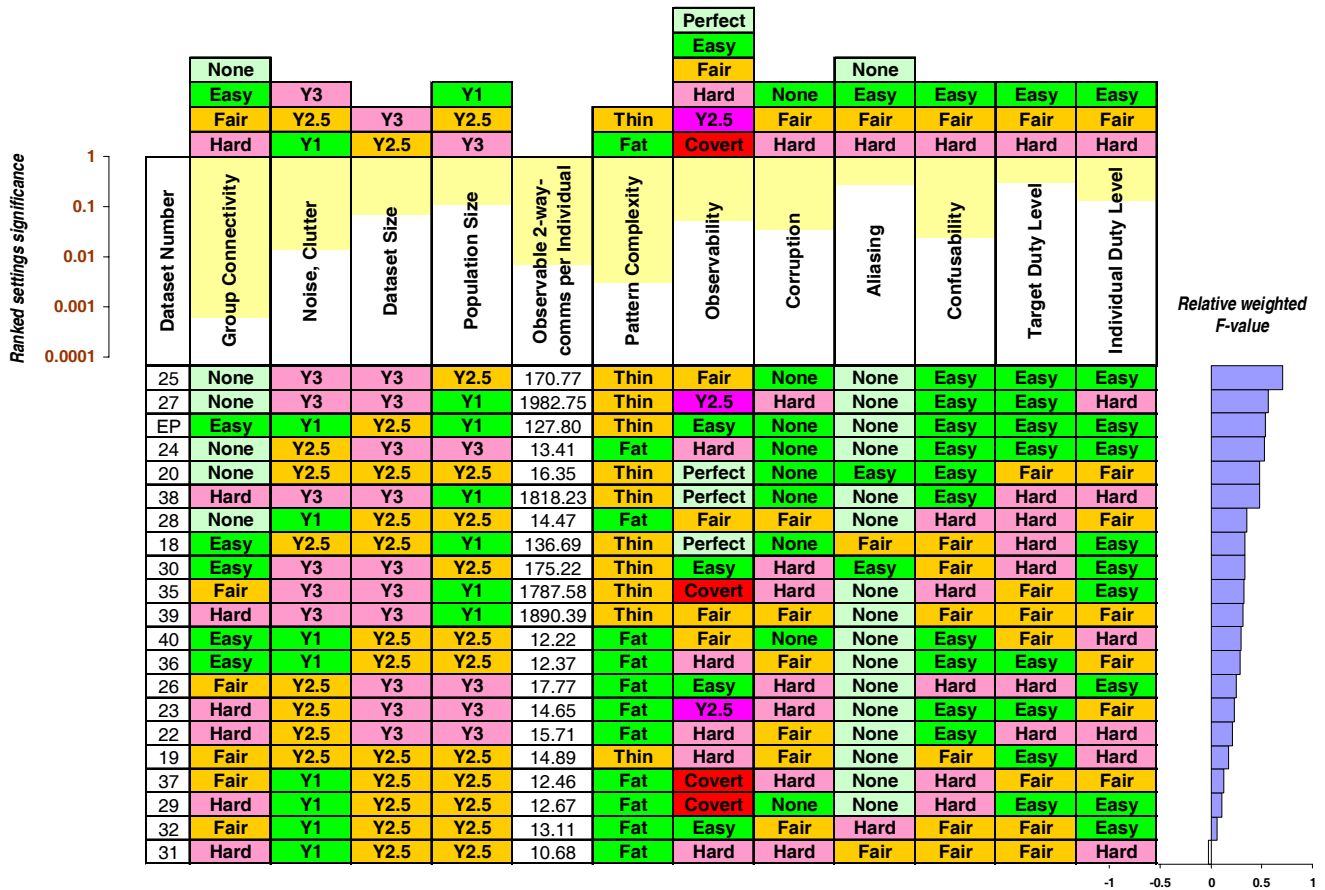 Perfect
Easy
None Fair None
Easy Y3 Y1 Hard None Easy Easy Easy Easy
Fair Y2.5 Y3 Y2.5 Thin Y2.5 Fair Fair Fair Fair Fair
Hard Y1 Y2.5 Y3 Fat Covert Hard Hard Hard Hard Hard
Ranked settings significance
1
0.1
0.01
0.001
0.0001
Dataset Number
Group Connectivity
Noise, Clutter
Dataset Size
Population Size
Observable 2-way-
comms per Individual
Pattern Complexity
Observability
Corruption
Aliasing
Confusability
Target Duty Level
Individual Duty Level
Relative weighted
F-value
25 None Y3 Y3 Y2.5 170.77 Thin Fair None None Easy Easy Easy
27 None Y3 Y3 Y1 1982.75 Thin Y2.5 Hard None Easy Easy Hard
EP Easy Y1 Y2.5 Y1 127.80 Thin Easy None None Easy Easy Easy
24 None Y2.5 Y3 Y3 13.41 Fat Hard None None Easy Easy Easy
20 None Y2.5 Y2.5 Y2.5 16.35 Thin Perfect None Easy Easy Fair Fair
38 Hard Y3 Y3 Y1 1818.23 Thin Perfect None None Easy Hard Hard
28 None Y1 Y2.5 Y2.5 14.47 Fat Fair Fair None Hard Hard Fair
18 Easy Y2.5 Y2.5 Y1 136.69 Thin Perfect None Fair Fair Hard Easy
30 Easy Y3 Y3 Y2.5 175.22 Thin Easy Hard Easy Fair Hard Easy
35 Fair Y3 Y3 Y1 1787.58 Thin Covert Hard None Hard Fair Easy
39 Hard Y3 Y3 Y1 1890.39 Thin Fair Fair None Fair Fair Fair
40 Easy Y1 Y2.5 Y2.5 12.22 Fat Fair None None Easy Fair Hard
36 Easy Y1 Y2.5 Y2.5 12.37 Fat Hard Fair None Easy Easy Fair
26 Fair Y2.5 Y3 Y3 17.77 Fat Easy Hard None Hard Hard Easy
23 Hard Y2.5 Y3 Y3 14.65 Fat Y2.5 Hard None Easy Easy Fair
22 Hard Y2.5 Y3 Y3 15.71 Fat Hard Fair None Easy Hard Hard
19 Fair Y2.5 Y2.5 Y2.5 14.89 Thin Hard Fair None Fair Easy Hard
37 Fair Y1 Y2.5 Y2.5 12.46 Fat Covert Hard None Hard Fair Fair
29 Hard Y1 Y2.5 Y2.5 12.67 Fat Covert None None Hard Easy Easy
32 Fair Y1 Y2.5 Y2.5 13.11 Fat Easy Fair Hard Fair Fair Easy
31 Hard Y1 Y2.5 Y2.5 10.68 Fat Hard Hard Fair Fair Fair Hard
-1 -0.5 0 0.5 1